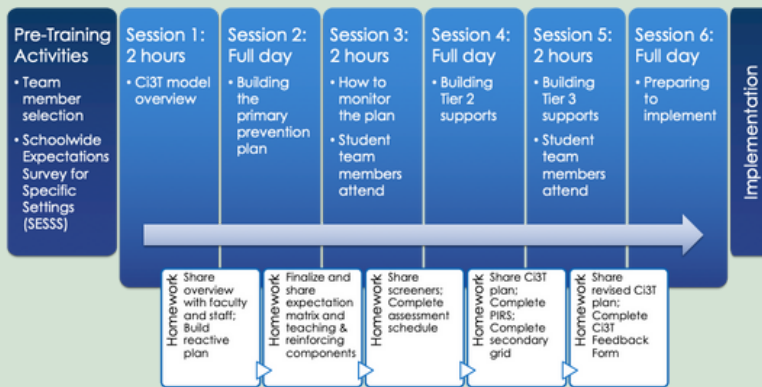 Pre-Training
Activities
• Team
member
selection
• Schoolwide
Expectations
Survey for
Specific
Settings
(SESSS)
Session 1:
2 hours
• Ci3T model
overview
Session 2:
Full day
• Building
the
primary
prevention
plan
Session 3:
2 hours
• How to
monitor
the plan
• Student
team
members
attend
Session 4:
Full day
• Building
Tier 2
supports
Session 5:
2 hours
• Building
Tier 3
supports
• Student
team
members
attend
Session 6:
Full day
• Preparing
to
implement
Implementation
Homework
Share
overview
with faculty
and staff;
Build
reactive
plan
Homework
Finalize and
share
expectation
matrix and
teaching &
reinforcing
components
Homework
Share
screeners;
Complete
assessment
schedule
Homework
Share Ci3T
plan;
Complete
PIRS;
Complete
secondary
grid
Homework
Share
revised Ci3T
plan;
Complete
Ci3T
Feedback
Form